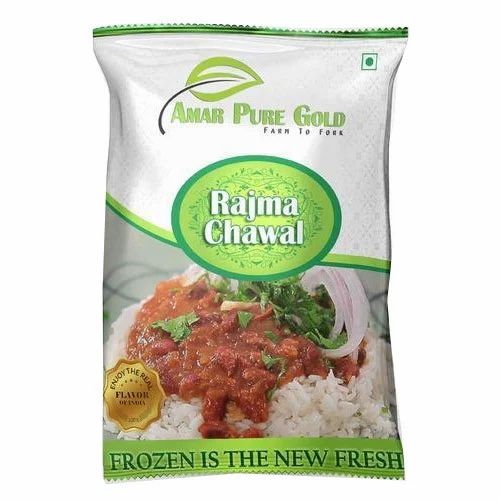 AMAR PURE GOLD
FARM TO FORK
Rajma
Chawal
ENJOY THE REAL
FLAVOR
OF INDIA
FROZEN IS THE NEW FRESH